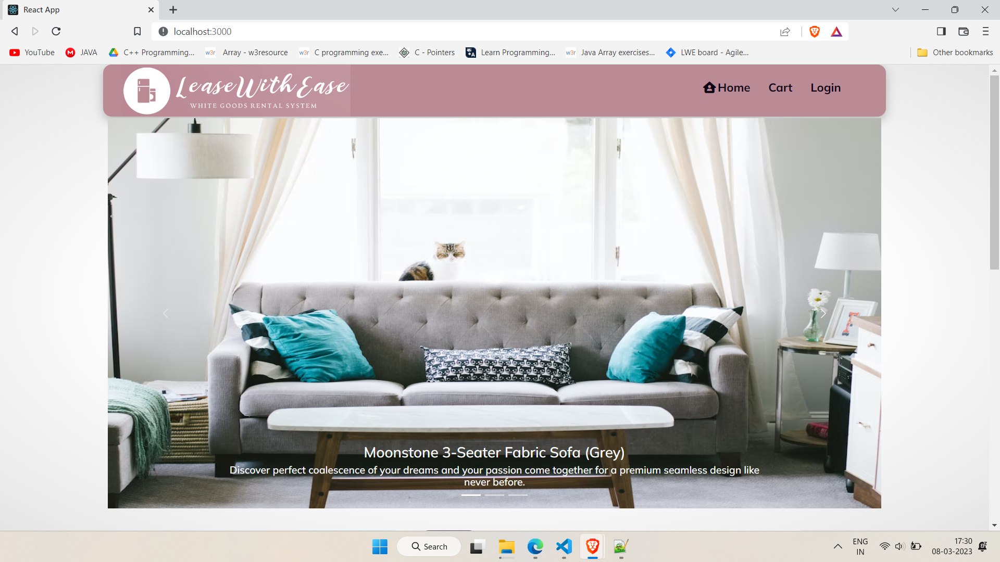 React App
localhost:3000
YouTube
JAVA
C++ Programming...
w3r Array - w3resource
w3r C programming exe...
C - Pointers
Learn Programming...
w3r Java Array exercises...
LWE board - Agile...
Other bookmarks
LeaseWithEase
WHITE GOODS RENTAL SYSTEM
Home
Cart
Login
Moonstone 3-Seater Fabric Sofa (Grey)
Discover perfect coalescence of your dreams and your passion come together for a premium seamless design like
never before.
Search
ENG
IN
17:30
08-03-2023